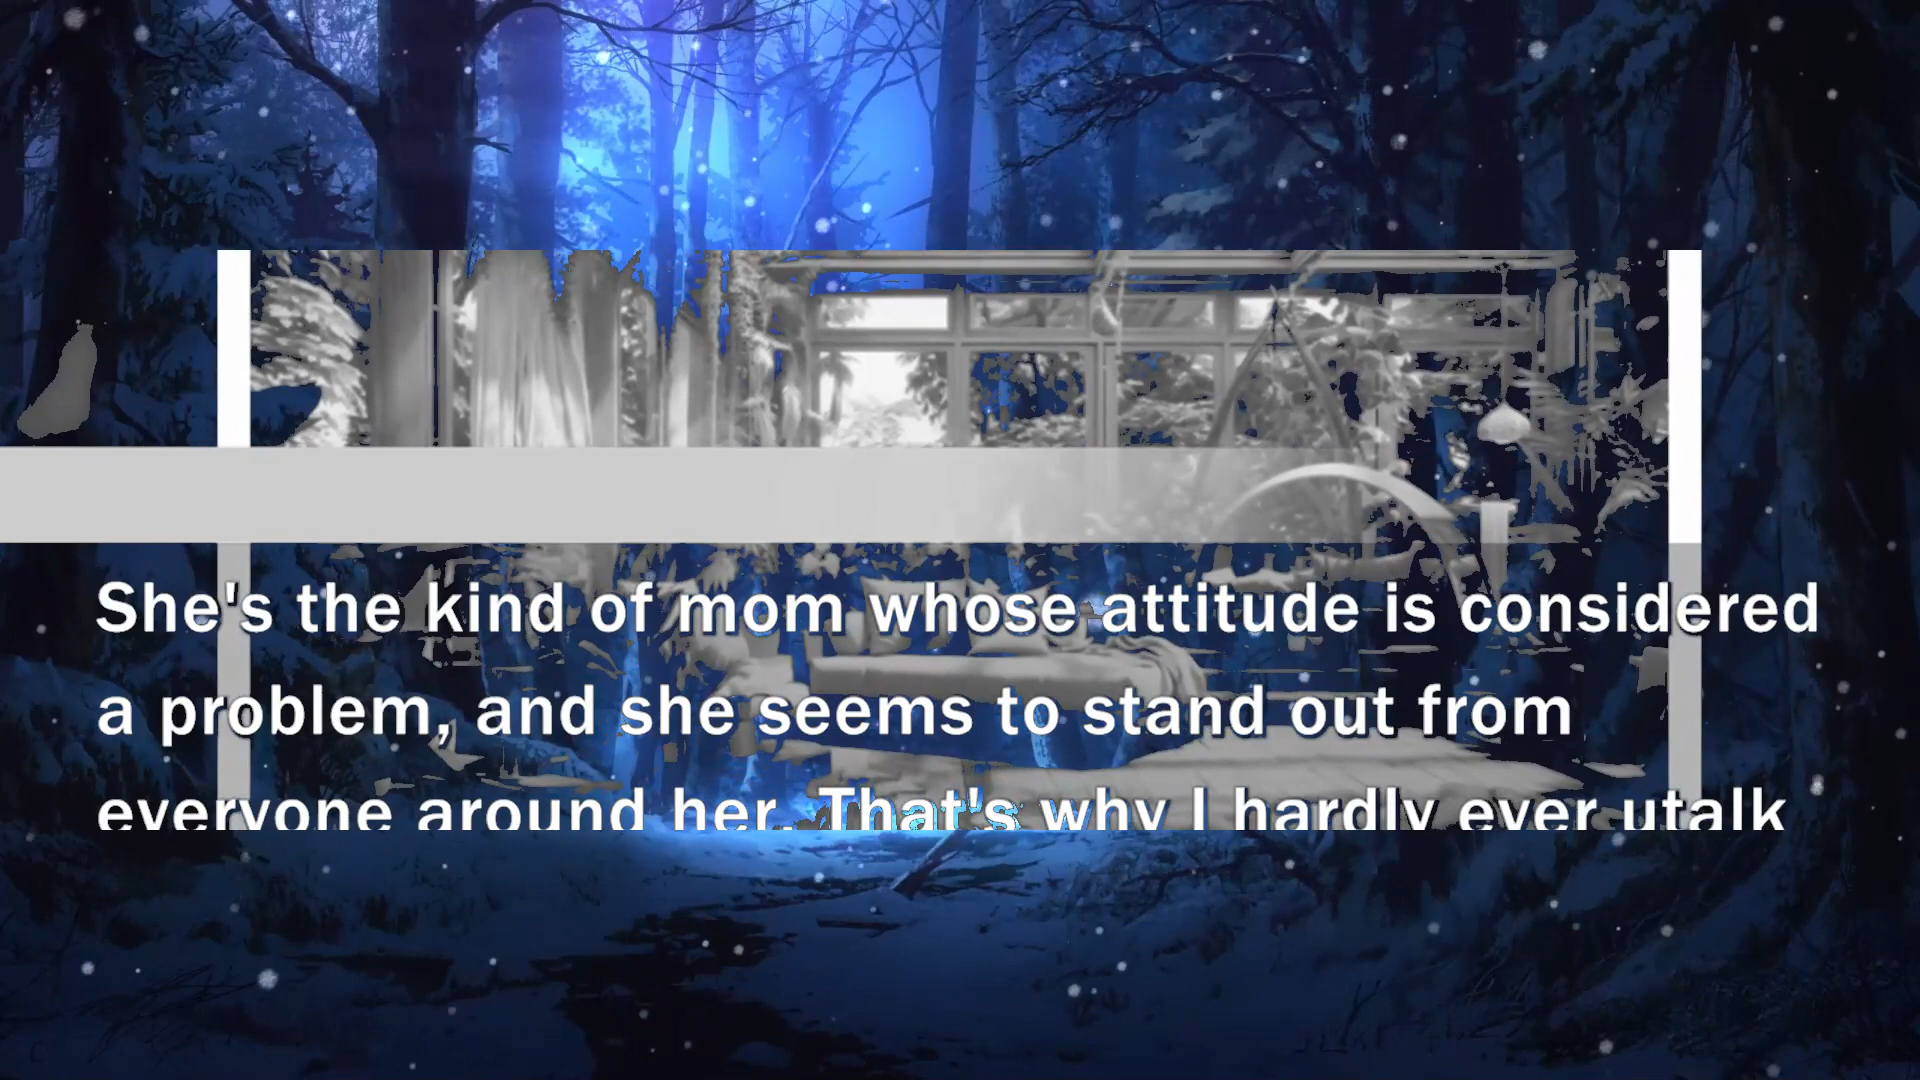 She's the kind of mom whose attitude is considered
a problem, and she seems to stand out from
everyone around her. That's why I hardly ever utalk